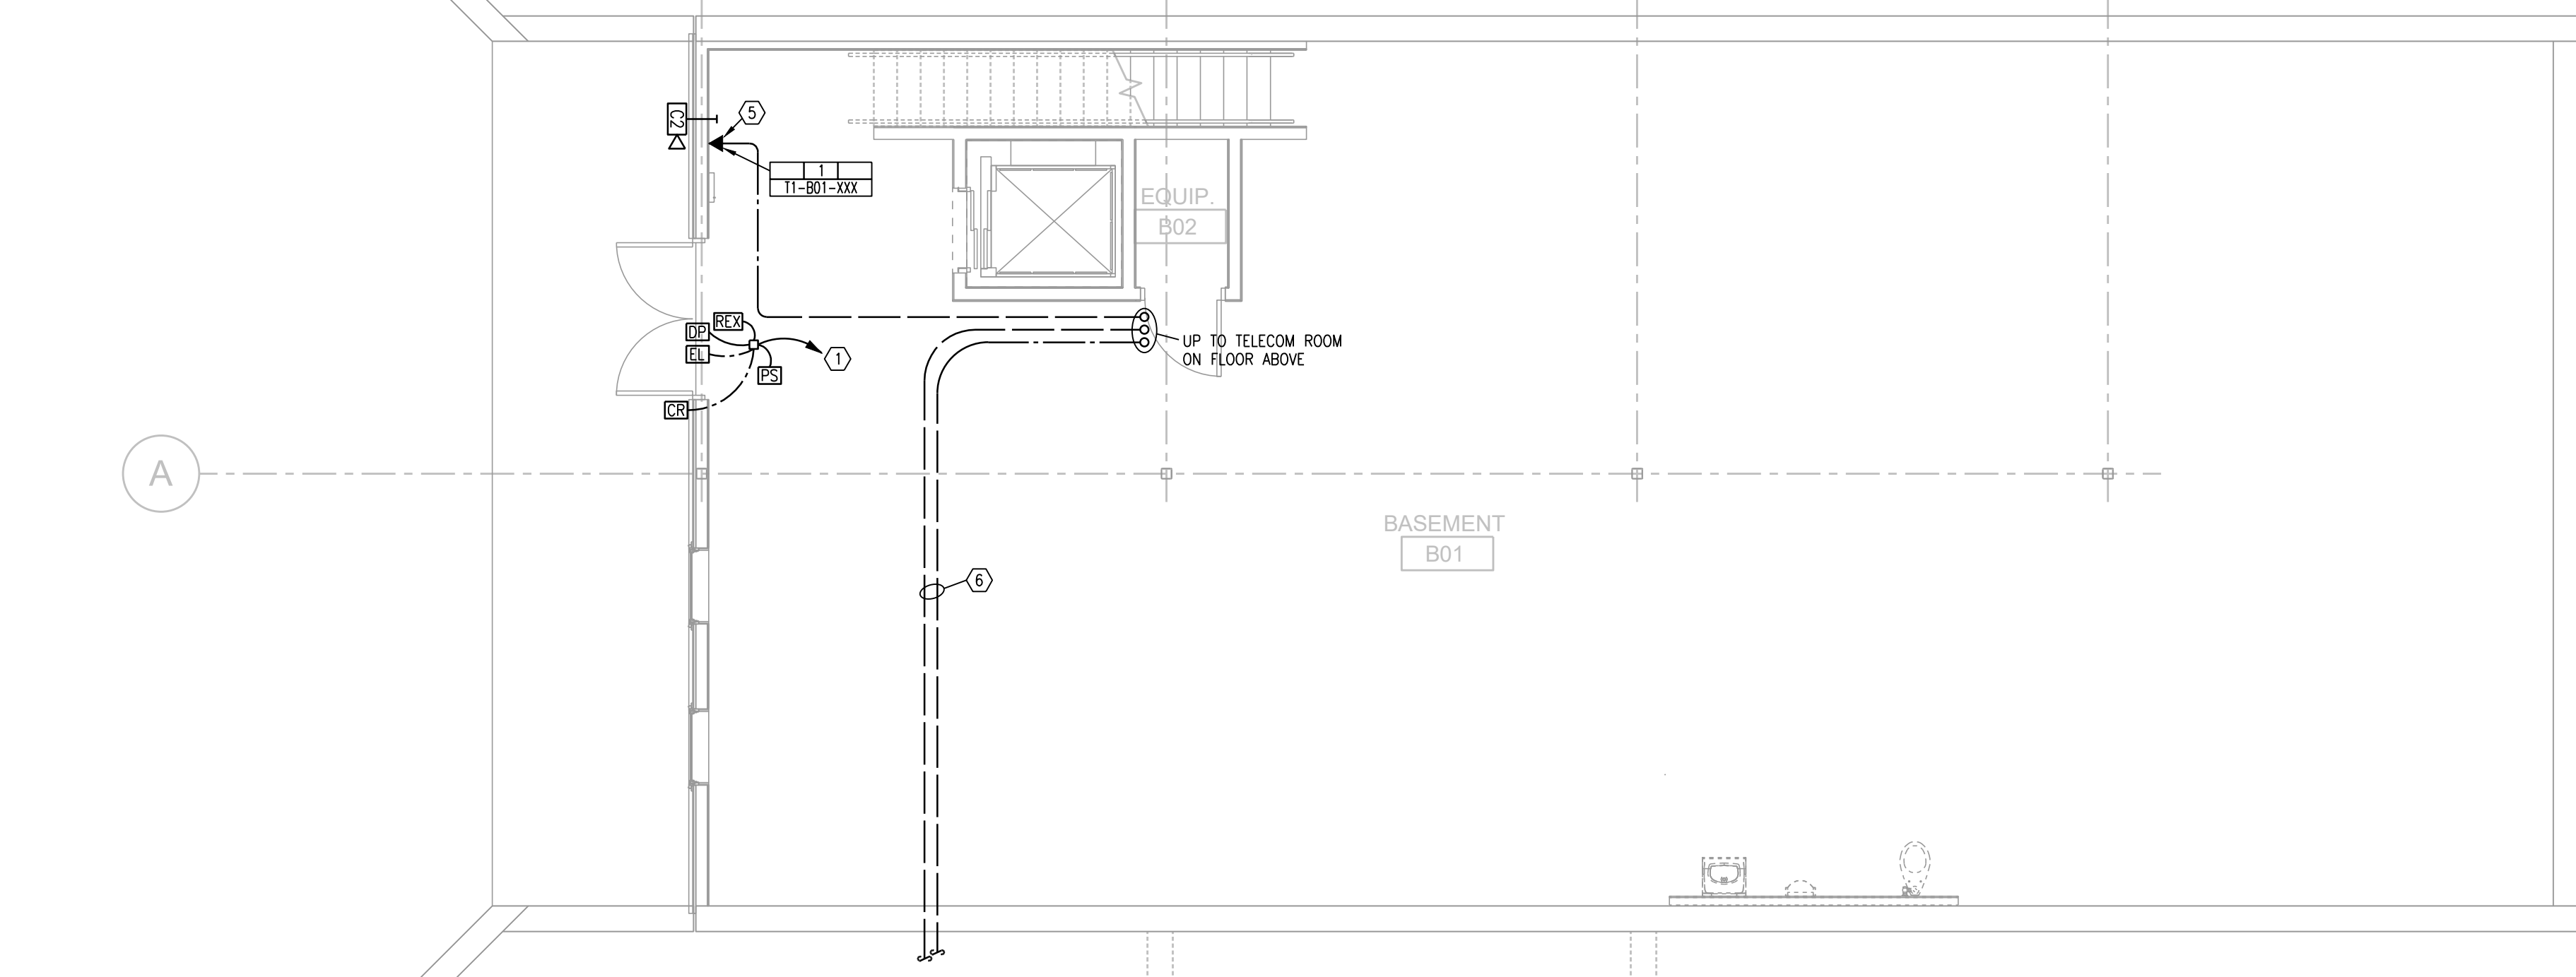 C2
5
1
T1-B01-XXX
EQUIP.
B02
REX
DP
EL
1
PS
CR
UP TO TELECOM ROOM
ON FLOOR ABOVE
A
BASEMENT
B01
6